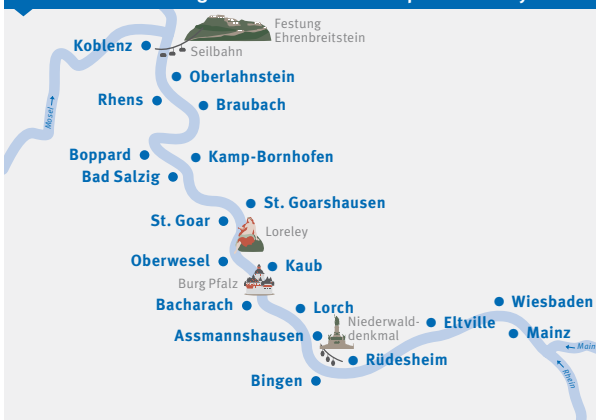 Festung
Ehrenbreitstein
Koblenz
Seilbahn
Oberlahnstein
Rhens
Braubach
Mosel
Boppard
Kamp-Bornhofen
Bad Salzig
St. Goarshausen
St. Goar
Loreley
Oberwesel
Kaub
Burg Pfalz
Bacharach
Lorch
Wiesbaden
Niederwald-
denkmal
Eltville
Assmannshausen
Mainz
Main
Rüdesheim
Rhein
Bingen